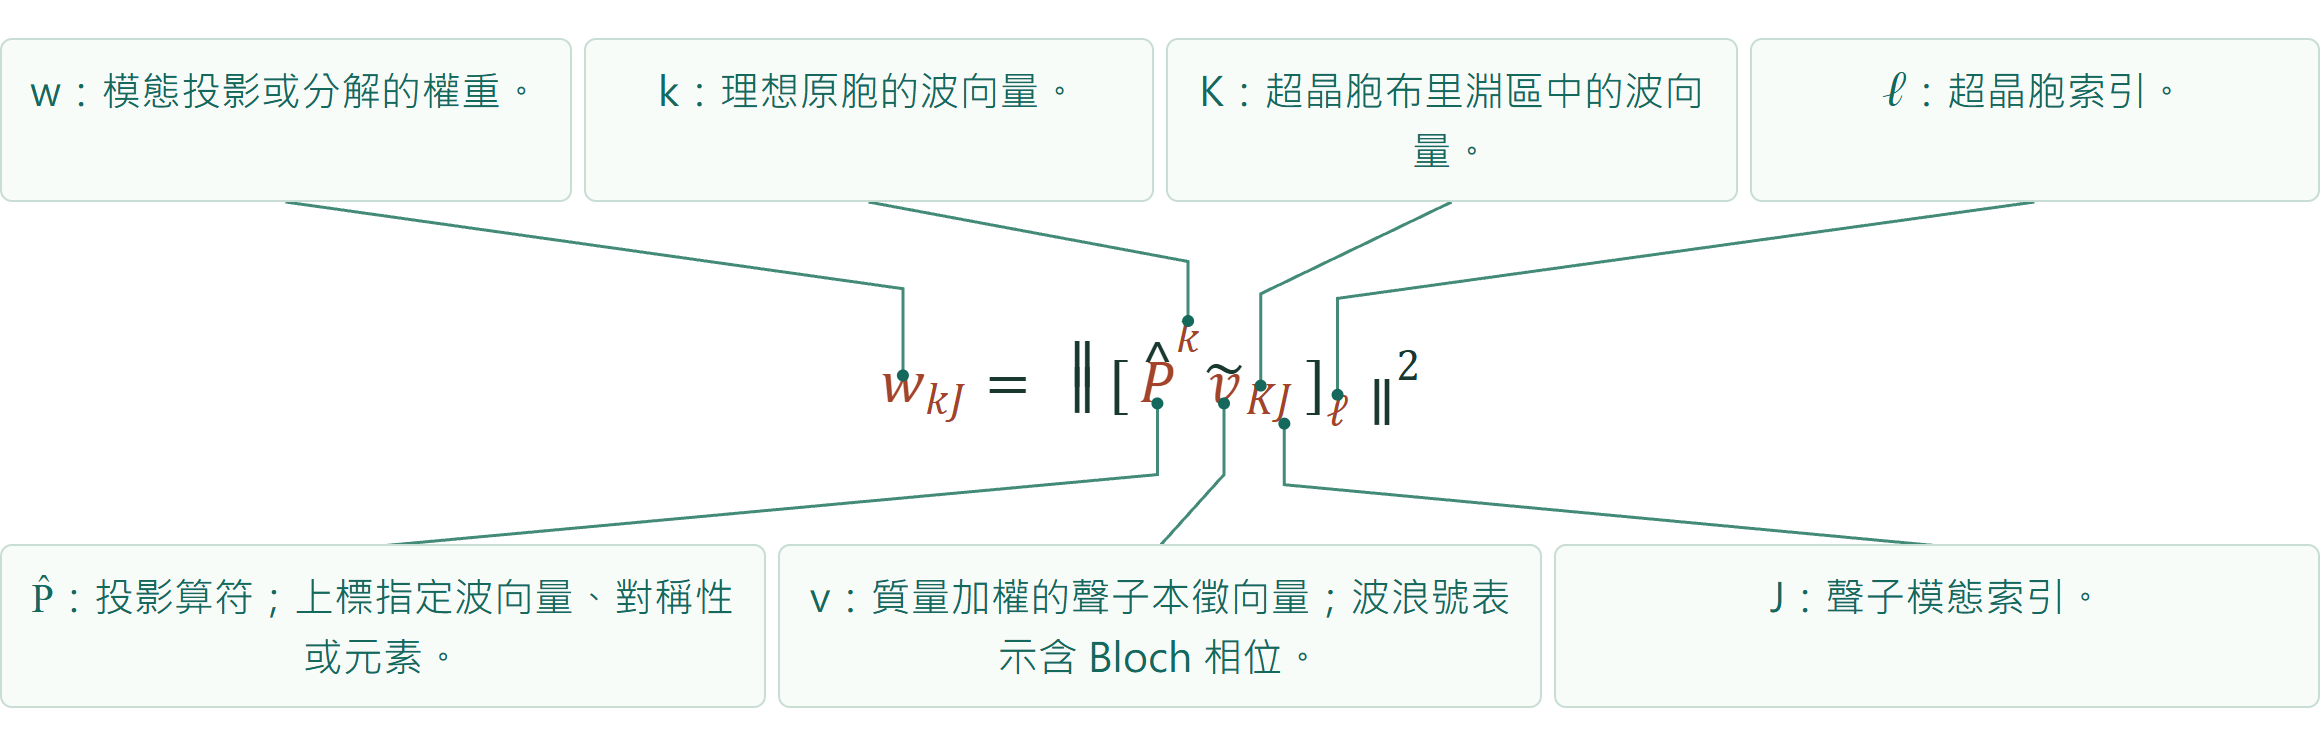 w：模態投影或分解的權重。
k：理想原胞的波向量。
K：超晶胞布里淵區中的波向
量。
ℓ：超晶胞索引。
w_{kJ} = ‖[P̂^k ṽ_{KJ}]_ℓ‖²
P̂：投影算符；上標指定波向量、對稱性
或元素。
v：質量加權的聲子本徵向量；波浪號表
示含 Bloch 相位。
J：聲子模態索引。